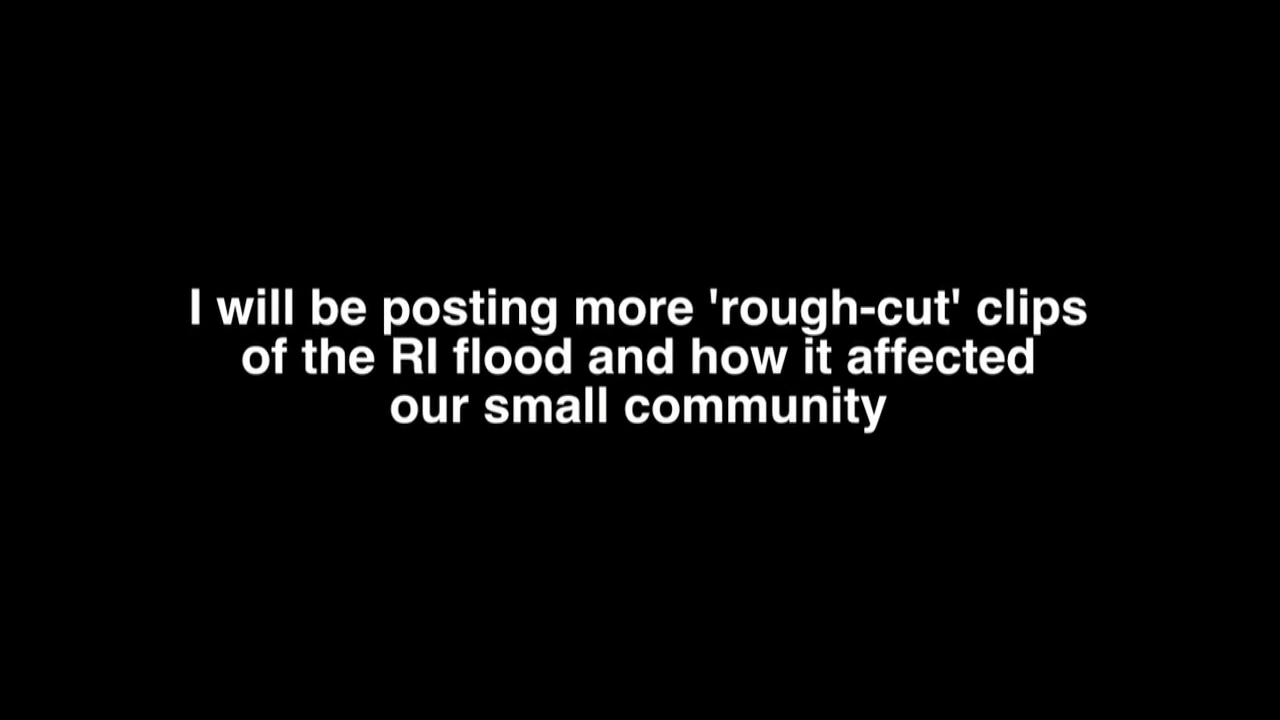 I will be posting more 'rough-cut' clips
of the RI flood and how it affected
our small community